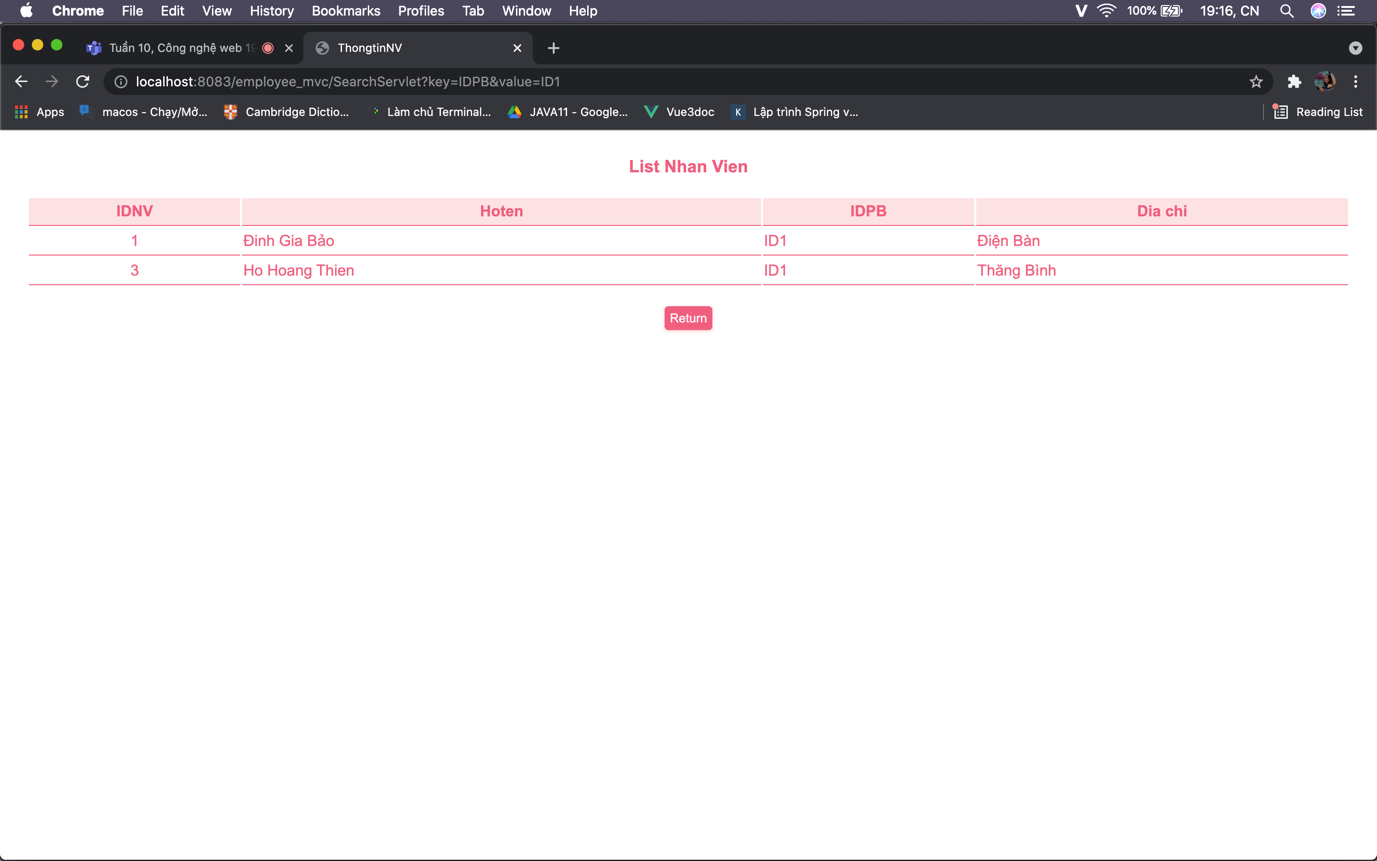 Chrome File Edit View History Bookmarks Profiles Tab Window Help V 100% 19:16, CN
Tuần 10, Công nghệ web 19 ThongtinNV
localhost:8083/employee_mvc/SearchServlet?key=IDPB&value=ID1
Apps macos - Chạy/Mở... Cambridge Dictio... Làm chủ Terminal... JAVA11 - Google... Vue3doc K Lập trình Spring v... Reading List
List Nhan Vien
IDNV Hoten IDPB Dia chi
1 Đinh Gia Bảo ID1 Điện Bàn
3 Ho Hoang Thien ID1 Thăng Bình
Return